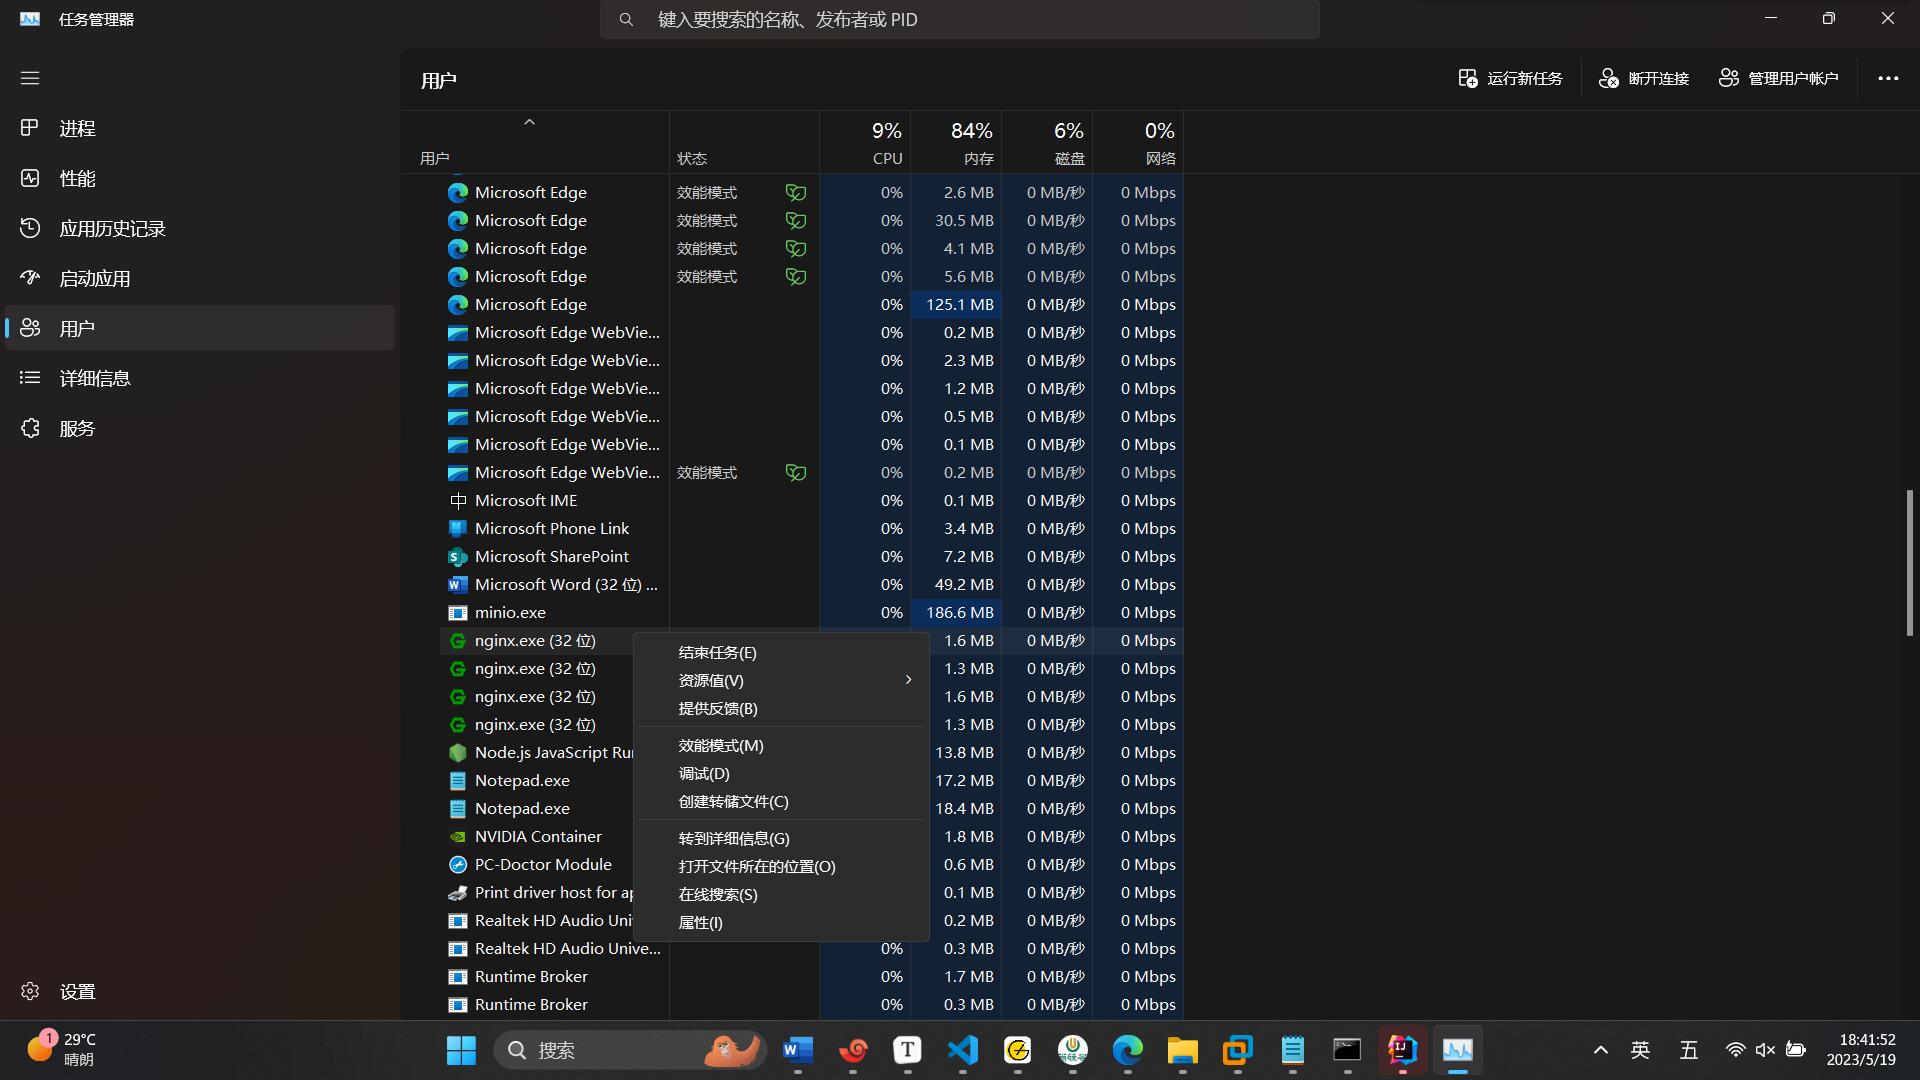 任务管理器
键入要搜索的名称、发布者或 PID
进程
性能
应用历史记录
启动应用
用户
详细信息
服务
设置
用户
运行新任务
断开连接
管理用户帐户
9% 84% 6% 0%
用户 状态 CPU 内存 磁盘 网络
Microsoft Edge 效能模式 0% 2.6 MB 0 MB/秒 0 Mbps
Microsoft Edge 效能模式 0% 30.5 MB 0 MB/秒 0 Mbps
Microsoft Edge 效能模式 0% 4.1 MB 0 MB/秒 0 Mbps
Microsoft Edge 效能模式 0% 5.6 MB 0 MB/秒 0 Mbps
Microsoft Edge 0% 125.1 MB 0 MB/秒 0 Mbps
Microsoft Edge WebVie... 0% 0.2 MB 0 MB/秒 0 Mbps
Microsoft Edge WebVie... 0% 2.3 MB 0 MB/秒 0 Mbps
Microsoft Edge WebVie... 0% 1.2 MB 0 MB/秒 0 Mbps
Microsoft Edge WebVie... 0% 0.5 MB 0 MB/秒 0 Mbps
Microsoft Edge WebVie... 0% 0.1 MB 0 MB/秒 0 Mbps
Microsoft Edge WebVie... 效能模式 0% 0.2 MB 0 MB/秒 0 Mbps
Microsoft IME 0% 0.1 MB 0 MB/秒 0 Mbps
Microsoft Phone Link 0% 3.4 MB 0 MB/秒 0 Mbps
Microsoft SharePoint 0% 7.2 MB 0 MB/秒 0 Mbps
Microsoft Word (32 位) ... 0% 49.2 MB 0 MB/秒 0 Mbps
minio.exe 0% 186.6 MB 0 MB/秒 0 Mbps
nginx.exe (32 位) 1.6 MB 0 MB/秒 0 Mbps
nginx.exe (32 位) 1.3 MB 0 MB/秒 0 Mbps
nginx.exe (32 位) 1.6 MB 0 MB/秒 0 Mbps
nginx.exe (32 位) 1.3 MB 0 MB/秒 0 Mbps
Node.js JavaScript Ru 13.8 MB 0 MB/秒 0 Mbps
Notepad.exe 17.2 MB 0 MB/秒 0 Mbps
Notepad.exe 18.4 MB 0 MB/秒 0 Mbps
NVIDIA Container 1.8 MB 0 MB/秒 0 Mbps
PC-Doctor Module 0.6 MB 0 MB/秒 0 Mbps
Print driver host for ap 0.1 MB 0 MB/秒 0 Mbps
Realtek HD Audio Uni 0.2 MB 0 MB/秒 0 Mbps
Realtek HD Audio Unive... 0% 0.3 MB 0 MB/秒 0 Mbps
Runtime Broker 0% 1.7 MB 0 MB/秒 0 Mbps
Runtime Broker 0% 0.3 MB 0 MB/秒 0 Mbps
结束任务(E)
资源值(V)
提供反馈(B)
效能模式(M)
调试(D)
创建转储文件(C)
转到详细信息(G)
打开文件所在的位置(O)
在线搜索(S)
属性(I)
1
29°C
晴朗
搜索
英
五
18:41:52
2023/5/19